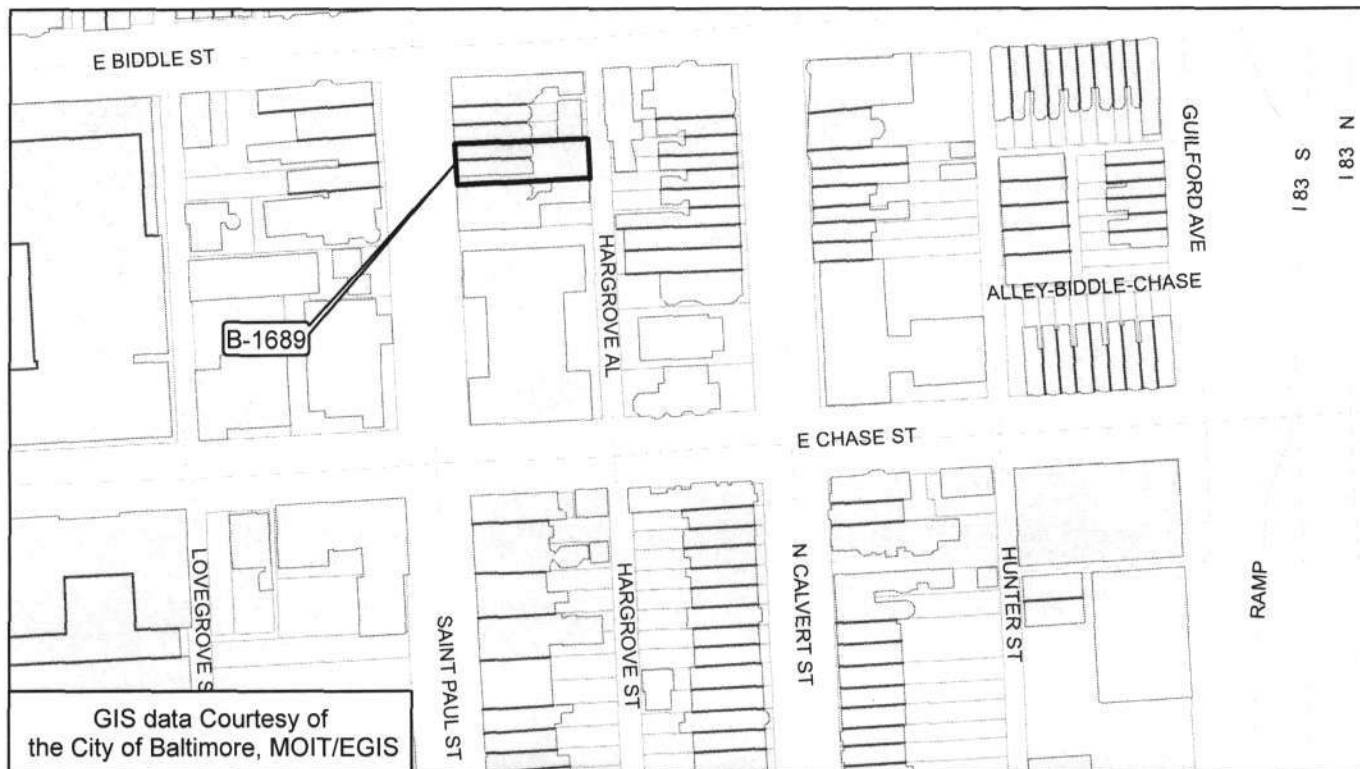 E BIDDLE ST
GUILFORD AVE
I 83 S
I 83 N
HARGROVE AL
ALLEY-BIDDLE-CHASE
B-1689
E CHASE ST
LOVEGROVE S
SAINT PAUL ST
HARGROVE ST
N CALVERT ST
HUNTER ST
RAMP
GIS data Courtesy of
the City of Baltimore, MOIT/EGIS